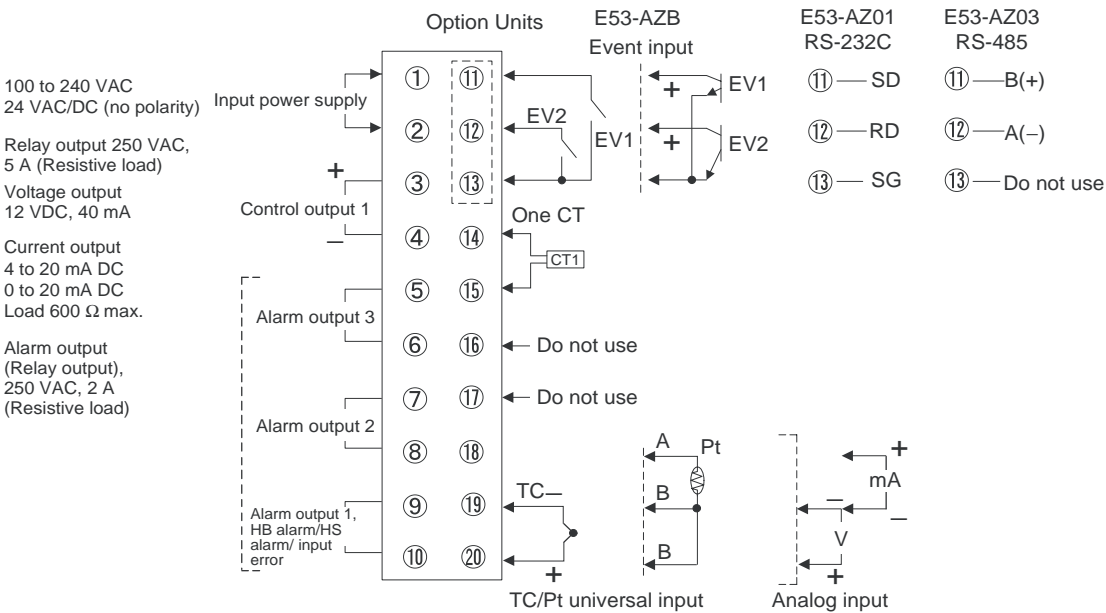 Option Units
E53-AZB
Event input
E53-AZ01
RS-232C
E53-AZ03
RS-485
100 to 240 VAC
24 VAC/DC (no polarity)
Input power supply
Relay output 250 VAC,
5 A (Resistive load)
Voltage output
12 VDC, 40 mA
Current output
4 to 20 mA DC
0 to 20 mA DC
Load 600 Ω max.
Alarm output
(Relay output),
250 VAC, 2 A
(Resistive load)
+
Control output 1
−
Alarm output 3
Alarm output 2
Alarm output 1,
HB alarm/HS
alarm/ input
error
① ⑪
② ⑫
③ ⑬
④ ⑭
⑤ ⑮
⑥ ⑯
⑦ ⑰
⑧ ⑱
⑨ ⑲
⑩ ⑳
EV2
EV1
+
EV1
+
EV2
⑪ SD
⑫ RD
⑬ SG
⑪ B(+)
⑫ A(−)
⑬ Do not use
One CT
CT1
Do not use
Do not use
TC−
+
A
Pt
B
B
TC/Pt universal input
+
mA
−
−
V
+
Analog input